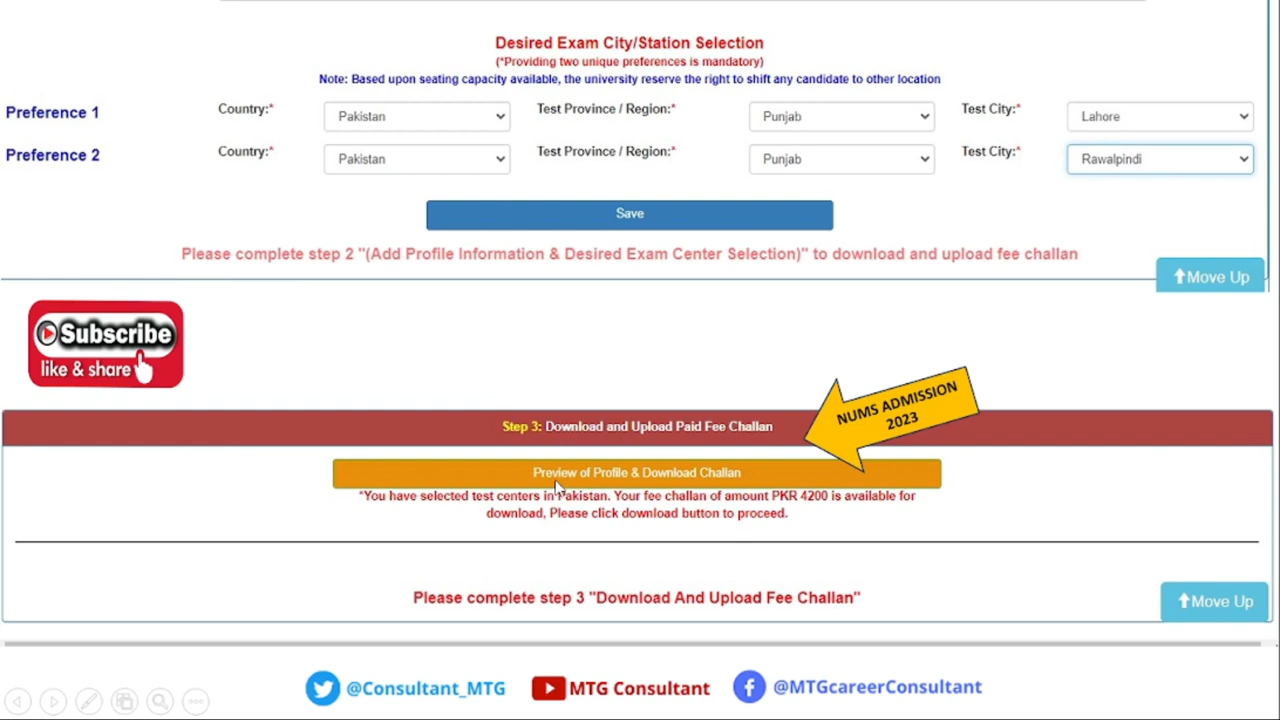 Desired Exam City/Station Selection
(*Providing two unique preferences is mandatory)
Note: Based upon seating capacity available, the university reserve the right to shift any candidate to other location
Preference 1 Country:* Pakistan Test Province / Region:* Punjab Test City:* Lahore
Preference 2 Country:* Pakistan Test Province / Region:* Punjab Test City:* Rawalpindi
Save
Please complete step 2 "(Add Profile Information & Desired Exam Center Selection)" to download and upload fee challan
Move Up
Subscribe
like & share
NUMS ADMISSION
2023
Step 3: Download and Upload Paid Fee Challan
Preview of Profile & Download Challan
*You have selected test centers in Pakistan. Your fee challan of amount PKR 4200 is available for
download, Please click download button to proceed.
Please complete step 3 "Download And Upload Fee Challan"
Move Up
@Consultant_MTG MTG Consultant @MTGcareerConsultant